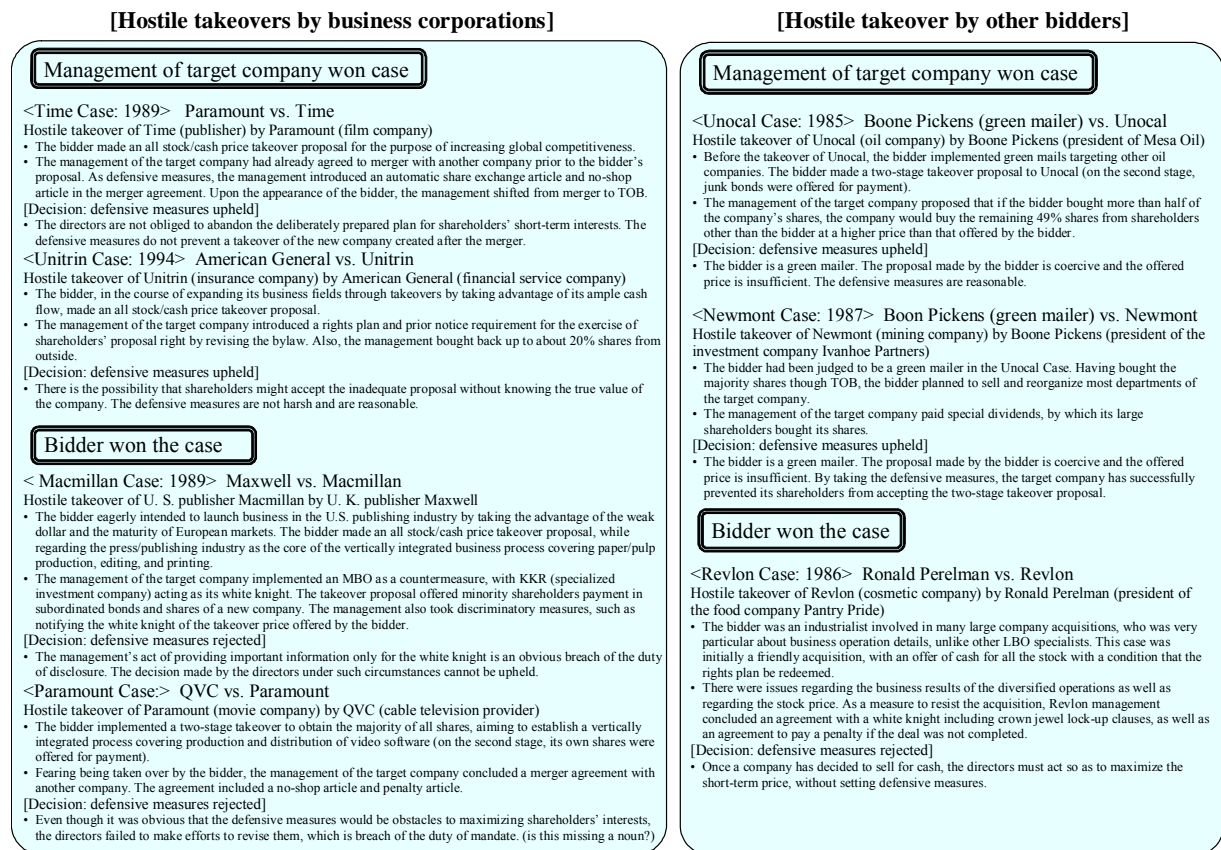 [Hostile takeovers by business corporations]
Management of target company won case
<Time Case: 1989>   Paramount vs. Time
Hostile takeover of Time (publisher) by Paramount (film company)
• The bidder made an all stock/cash price takeover proposal for the purpose of increasing global competitiveness.
• The management of the target company had already agreed to merger with another company prior to the bidder's
proposal. As defensive measures, the management introduced an automatic share exchange article and no-shop
article in the merger agreement. Upon the appearance of the bidder, the management shifted from merger to TOB.
[Decision: defensive measures upheld]
• The directors are not obliged to abandon the deliberately prepared plan for shareholders' short-term interests. The
defensive measures do not prevent a takeover of the new company created after the merger.
<Unitrin Case: 1994>   American General vs. Unitrin
Hostile takeover of Unitrin (insurance company) by American General (financial service company)
• The bidder, in the course of expanding its business fields through takeovers by taking advantage of its ample cash
flow, made an all stock/cash price takeover proposal.
• The management of the target company introduced a rights plan and prior notice requirement for the exercise of
shareholders' proposal right by revising the bylaw. Also, the management bought back up to about 20% shares from
outside.
[Decision: defensive measures upheld]
• There is the possibility that shareholders might accept the inadequate proposal without knowing the true value of
the company. The defensive measures are not harsh and are reasonable.
Bidder won the case
< Macmillan Case: 1989>   Maxwell vs. Macmillan
Hostile takeover of U. S. publisher Macmillan by U. K. publisher Maxwell
• The bidder eagerly intended to launch business in the U.S. publishing industry by taking the advantage of the weak
dollar and the maturity of European markets. The bidder made an all stock/cash price takeover proposal, while
regarding the press/publishing industry as the core of the vertically integrated business process covering paper/pulp
production, editing, and printing.
• The management of the target company implemented an MBO as a countermeasure, with KKR (specialized
investment company) acting as its white knight. The takeover proposal offered minority shareholders payment in
subordinated bonds and shares of a new company. The management also took discriminatory measures, such as
notifying the white knight of the takeover price offered by the bidder.
[Decision: defensive measures rejected]
• The management's act of providing important information only for the white knight is an obvious breach of the duty
of disclosure. The decision made by the directors under such circumstances cannot be upheld.
<Paramount Case:>   QVC vs. Paramount
Hostile takeover of Paramount (movie company) by QVC (cable television provider)
• The bidder implemented a two-stage takeover to obtain the majority of all shares, aiming to establish a vertically
integrated process covering production and distribution of video software (on the second stage, its own shares were
offered for payment).
• Fearing being taken over by the bidder, the management of the target company concluded a merger agreement with
another company. The agreement included a no-shop article and penalty article.
[Decision: defensive measures rejected]
• Even though it was obvious that the defensive measures would be obstacles to maximizing shareholders' interests,
the directors failed to make efforts to revise them, which is breach of the duty of mandate. (is this missing a noun?)
[Hostile takeover by other bidders]
Management of target company won case
<Unocal Case: 1985>  Boone Pickens (green mailer) vs. Unocal
Hostile takeover of Unocal (oil company) by Boone Pickens (president of Mesa Oil)
• Before the takeover of Unocal, the bidder implemented green mails targeting other oil
companies. The bidder made a two-stage takeover proposal to Unocal (on the second stage,
junk bonds were offered for payment).
• The management of the target company proposed that if the bidder bought more than half of
the company's shares, the company would buy the remaining 49% shares from shareholders
other than the bidder at a higher price than that offered by the bidder.
[Decision: defensive measures upheld]
• The bidder is a green mailer. The proposal made by the bidder is coercive and the offered
price is insufficient. The defensive measures are reasonable.
<Newmont Case: 1987>  Boon Pickens (green mailer) vs. Newmont
Hostile takeover of Newmont (mining company) by Boone Pickens (president of the
investment company Ivanhoe Partners)
• The bidder had been judged to be a green mailer in the Unocal Case. Having bought the
majority shares though TOB, the bidder planned to sell and reorganize most departments of
the target company.
• The management of the target company paid special dividends, by which its large
shareholders bought its shares.
[Decision: defensive measures upheld]
• The bidder is a green mailer. The proposal made by the bidder is coercive and the offered
price is insufficient. By taking the defensive measures, the target company has successfully
prevented its shareholders from accepting the two-stage takeover proposal.
Bidder won the case
<Revlon Case: 1986>  Ronald Perelman vs. Revlon
Hostile takeover of Revlon (cosmetic company) by Ronald Perelman (president of
the food company Pantry Pride)
• The bidder was an industrialist involved in many large company acquisitions, who was very
particular about business operation details, unlike other LBO specialists. This case was
initially a friendly acquisition, with an offer of cash for all the stock with a condition that the
rights plan be redeemed.
• There were issues regarding the business results of the diversified operations as well as
regarding the stock price. As a measure to resist the acquisition, Revlon management
concluded an agreement with a white knight including crown jewel lock-up clauses, as well as
an agreement to pay a penalty if the deal was not completed.
[Decision: defensive measures rejected]
• Once a company has decided to sell for cash, the directors must act so as to maximize the
short-term price, without setting defensive measures.